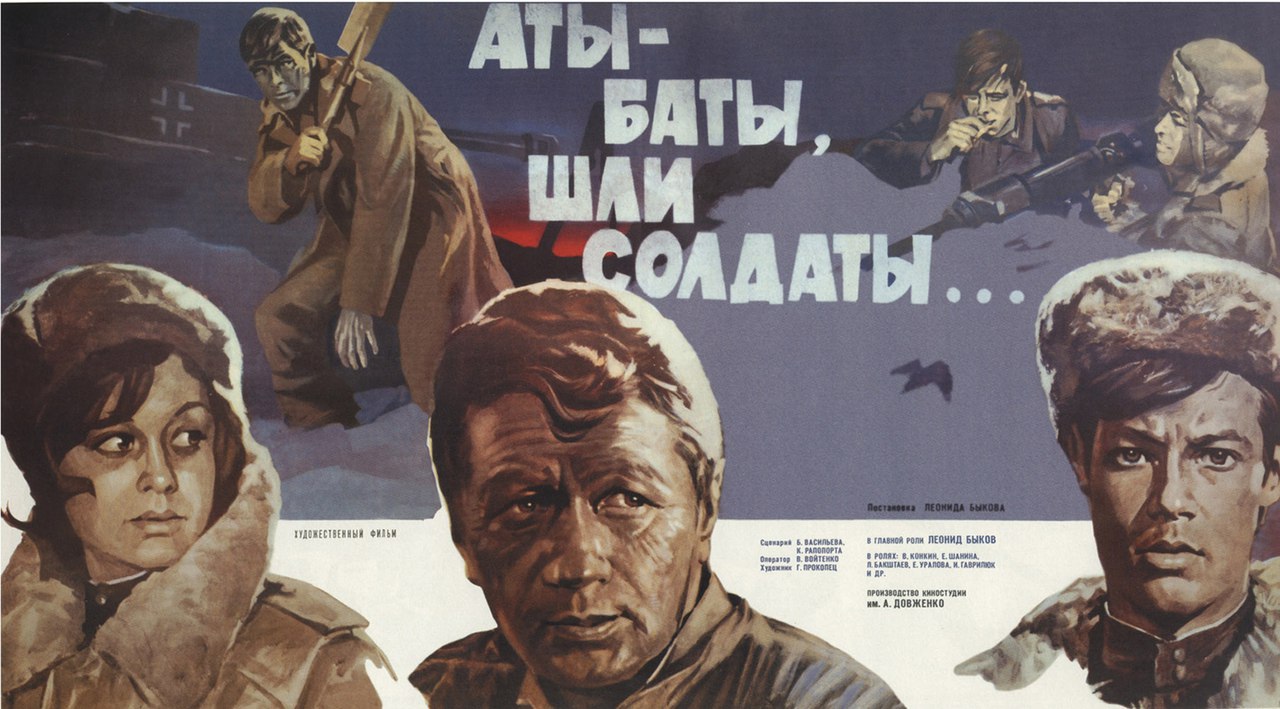 АТЫ-
БАТЫ,
ШЛИ
СОЛДАТЫ...
ХУДОЖЕСТВЕННЫЙ ФИЛЬМ
Постановка ЛЕОНИДА БЫКОВА
Сценарий Б. ВАСИЛЬЕВА,
К. РАПОПОРТА
Оператор В. ВОЙТЕНКО
Художник Г. ПРОКОПЕЦ
В ГЛАВНОЙ РОЛИ ЛЕОНИД БЫКОВ
В РОЛЯХ: В. КОНКИН, Е. ШАНИНА,
Л. БАКШТАЕВ, Е. УРАЛОВА, И. ГАВРИЛЮК
И ДР.
ПРОИЗВОДСТВО КИНОСТУДИИ
им. А. ДОВЖЕНКО